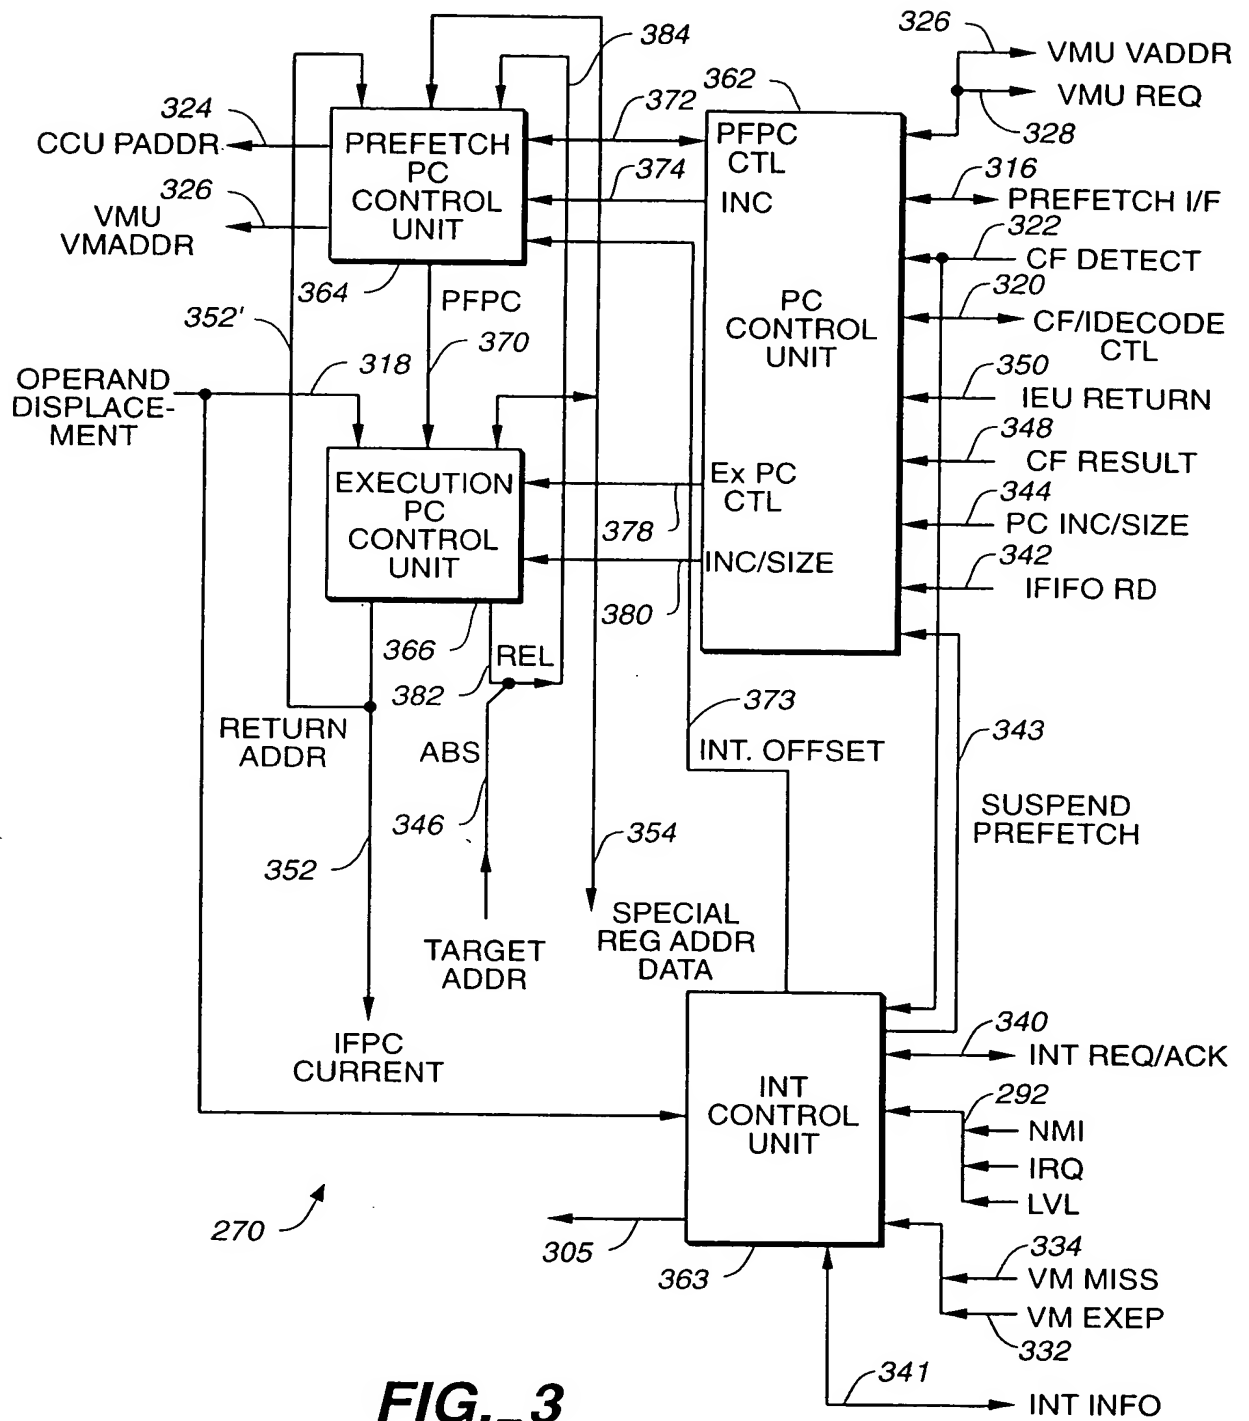 326
VMU VADDR
384
362
VMU REQ
324
372
328
CCU PADDR
PREFETCH
PC
CONTROL
UNIT
PFPC
CTL
374
316
326
INC
PREFETCH I/F
VMU
VMADDR
322
CF DETECT
364
PFPC
320
352'
PC
CONTROL
UNIT
CF/IDECODE
CTL
370
318
350
OPERAND
DISPLACE-
MENT
IEU RETURN
348
CF RESULT
EXECUTION
PC
CONTROL
UNIT
Ex PC
CTL
344
378
PC INC/SIZE
INC/SIZE
342
IFIFO RD
380
366
REL
382
373
RETURN
ADDR
343
ABS
INT. OFFSET
SUSPEND
PREFETCH
346
354
352
SPECIAL
REG ADDR
DATA
TARGET
ADDR
340
IFPC
CURRENT
INT REQ/ACK
INT
CONTROL
UNIT
292
NMI
IRQ
LVL
270
305
334
363
VM MISS
VM EXEP
332
341
INT INFO
FIG._3